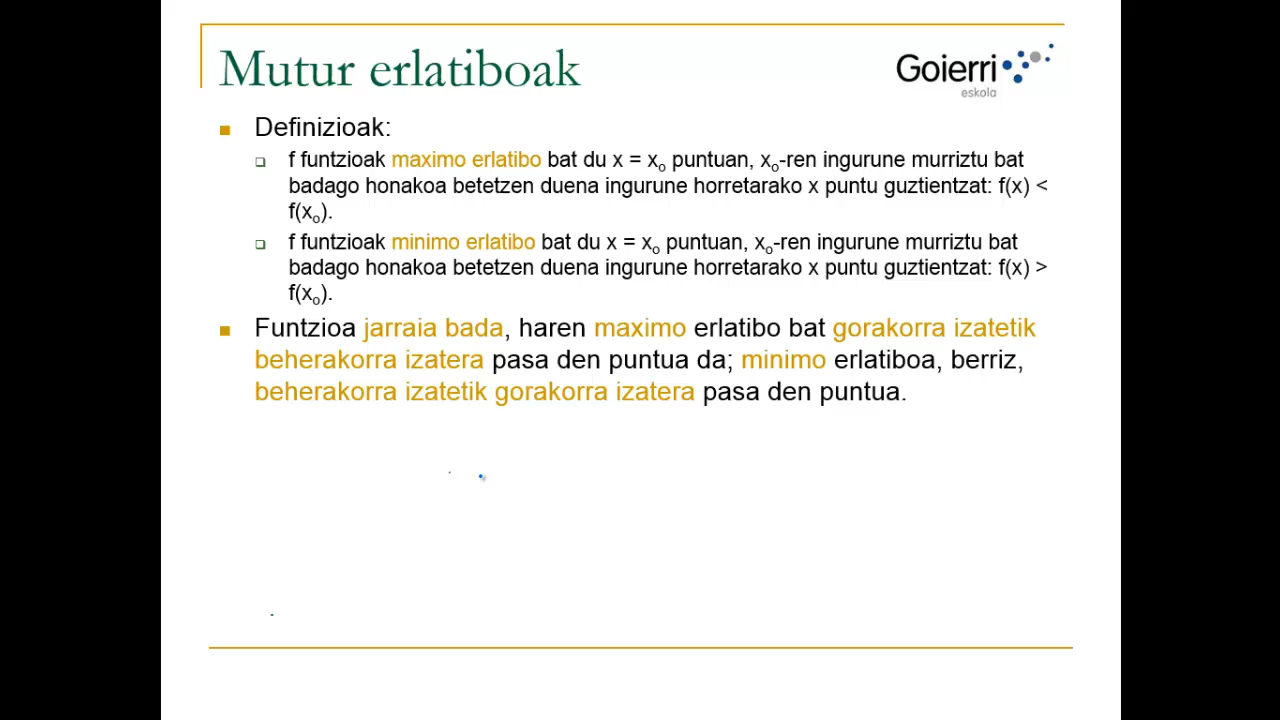 Mutur erlatiboak
Goierri
eskola
Definizioak:
f funtzioak maximo erlatibo bat du x = x₀ puntuan, x₀-ren ingurune murriztu bat
badago honakoa betetzen duena ingurune horretarako x puntu guztientzat: f(x) <
f(x₀).
f funtzioak minimo erlatibo bat du x = x₀ puntuan, x₀-ren ingurune murriztu bat
badago honakoa betetzen duena ingurune horretarako x puntu guztientzat: f(x) >
f(x₀).
Funtzioa jarraia bada, haren maximo erlatibo bat gorakorra izatetik
beherakorra izatera pasa den puntua da; minimo erlatiboa, berriz,
beherakorra izatetik gorakorra izatera pasa den puntua.